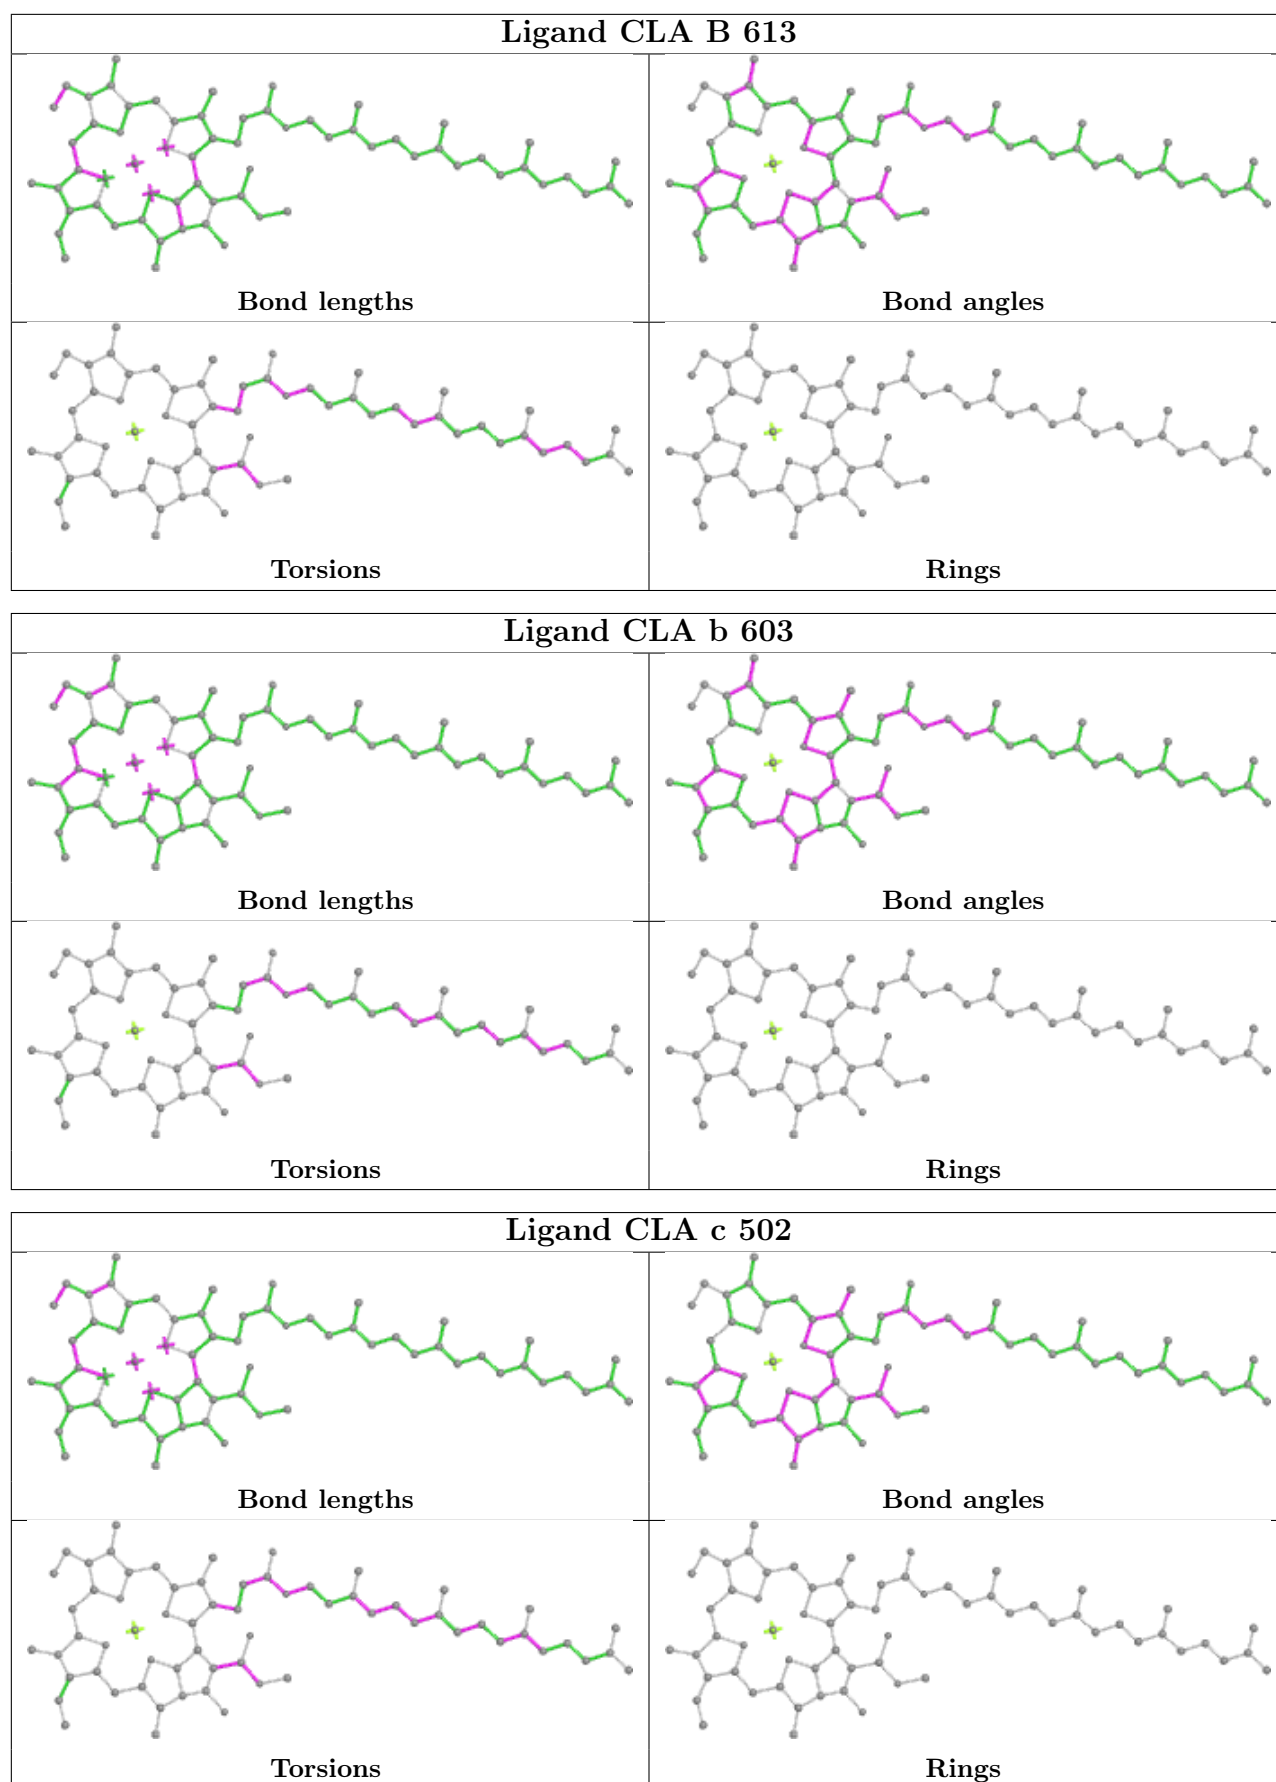 Ligand CLA B 613
Bond lengths
Bond angles
Torsions
Rings
Ligand CLA b 603
Bond lengths
Bond angles
Torsions
Rings
Ligand CLA c 502
Bond lengths
Bond angles
Torsions
Rings